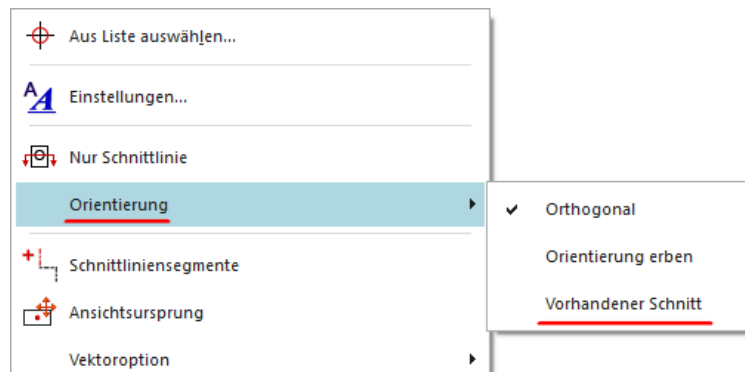 Aus Liste auswählen...
Einstellungen...
Nur Schnittlinie
Orientierung
Orthogonal
Orientierung erben
Vorhandener Schnitt
Schnittliniensegmente
Ansichtsursprung
Vektoroption